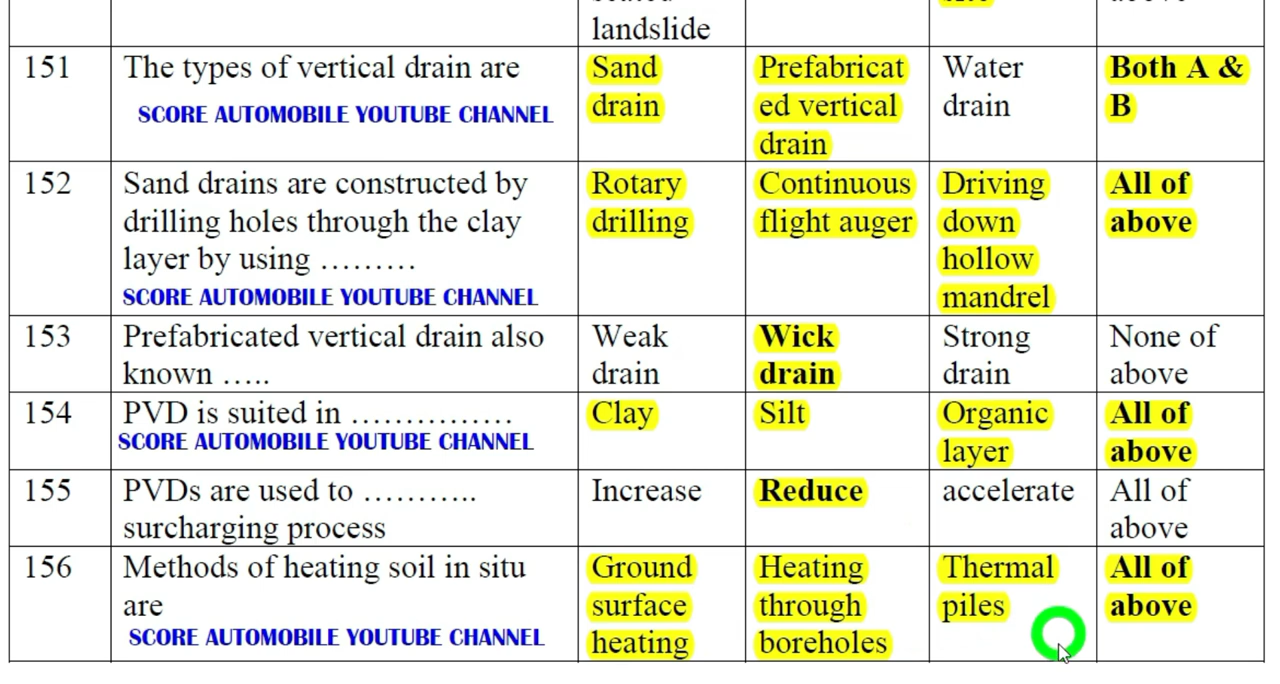 landslide
151 The types of vertical drain are Sand Prefabricat Water Both A &
SCORE AUTOMOBILE YOUTUBE CHANNEL drain ed vertical drain B
drain
152 Sand drains are constructed by Rotary Continuous Driving All of
drilling holes through the clay drilling flight auger down above
layer by using ……… hollow
SCORE AUTOMOBILE YOUTUBE CHANNEL mandrel
153 Prefabricated vertical drain also Weak Wick Strong None of
known ….. drain drain drain above
154 PVD is suited in …………… Clay Silt Organic All of
SCORE AUTOMOBILE YOUTUBE CHANNEL layer above
155 PVDs are used to ……….. Increase Reduce accelerate All of
surcharging process above
156 Methods of heating soil in situ Ground Heating Thermal All of
are surface through piles above
SCORE AUTOMOBILE YOUTUBE CHANNEL heating boreholes